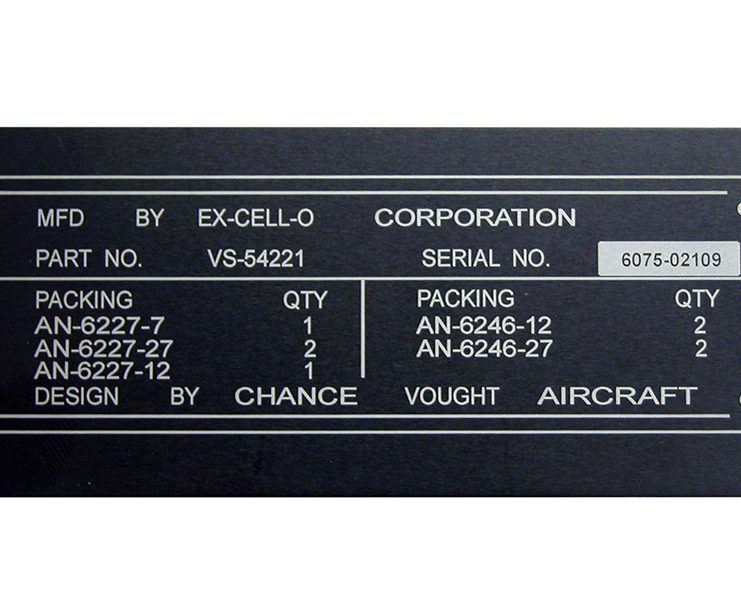 MFD BY EX-CELL-O CORPORATION
PART NO. VS-54221 SERIAL NO. 6075-02109
PACKING QTY
AN-6227-7 1
AN-6227-27 2
AN-6227-12 1
PACKING QTY
AN-6246-12 2
AN-6246-27 2
DESIGN BY CHANCE VOUGHT AIRCRAFT